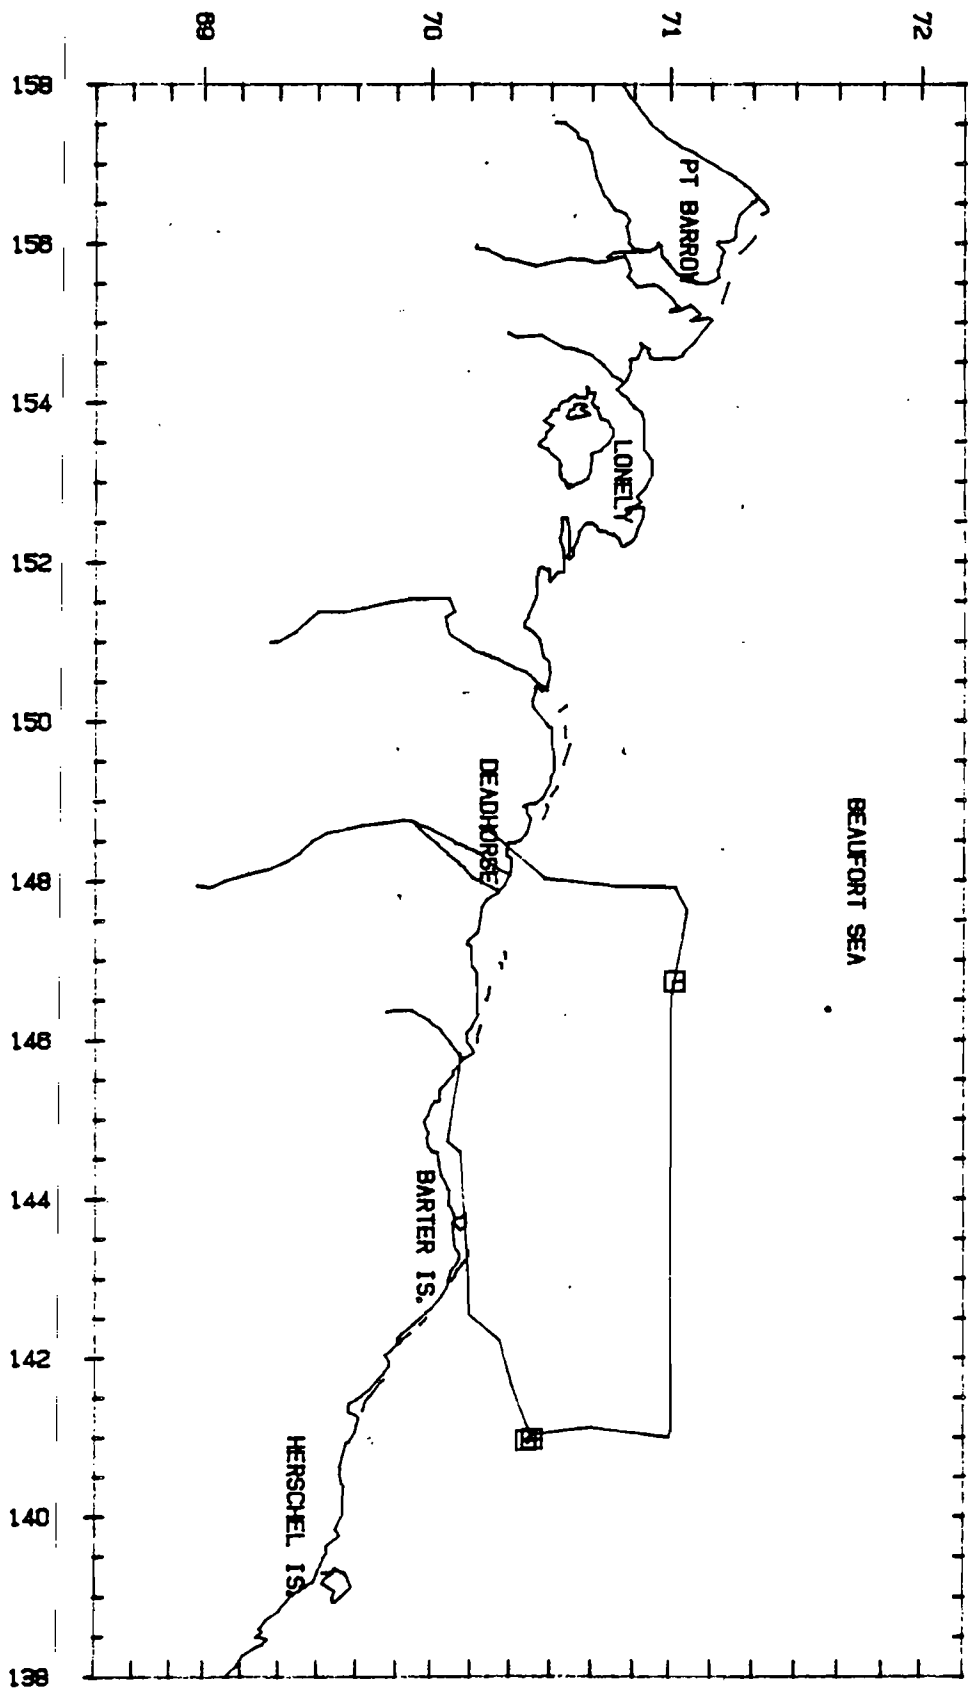 72
71
70
69
158
156
154
152
150
148
146
144
142
140
138
BEAUFORT SEA
PT BARROW
LONELY
DEADHORSE
BARTER IS.
HERSCHEL IS.